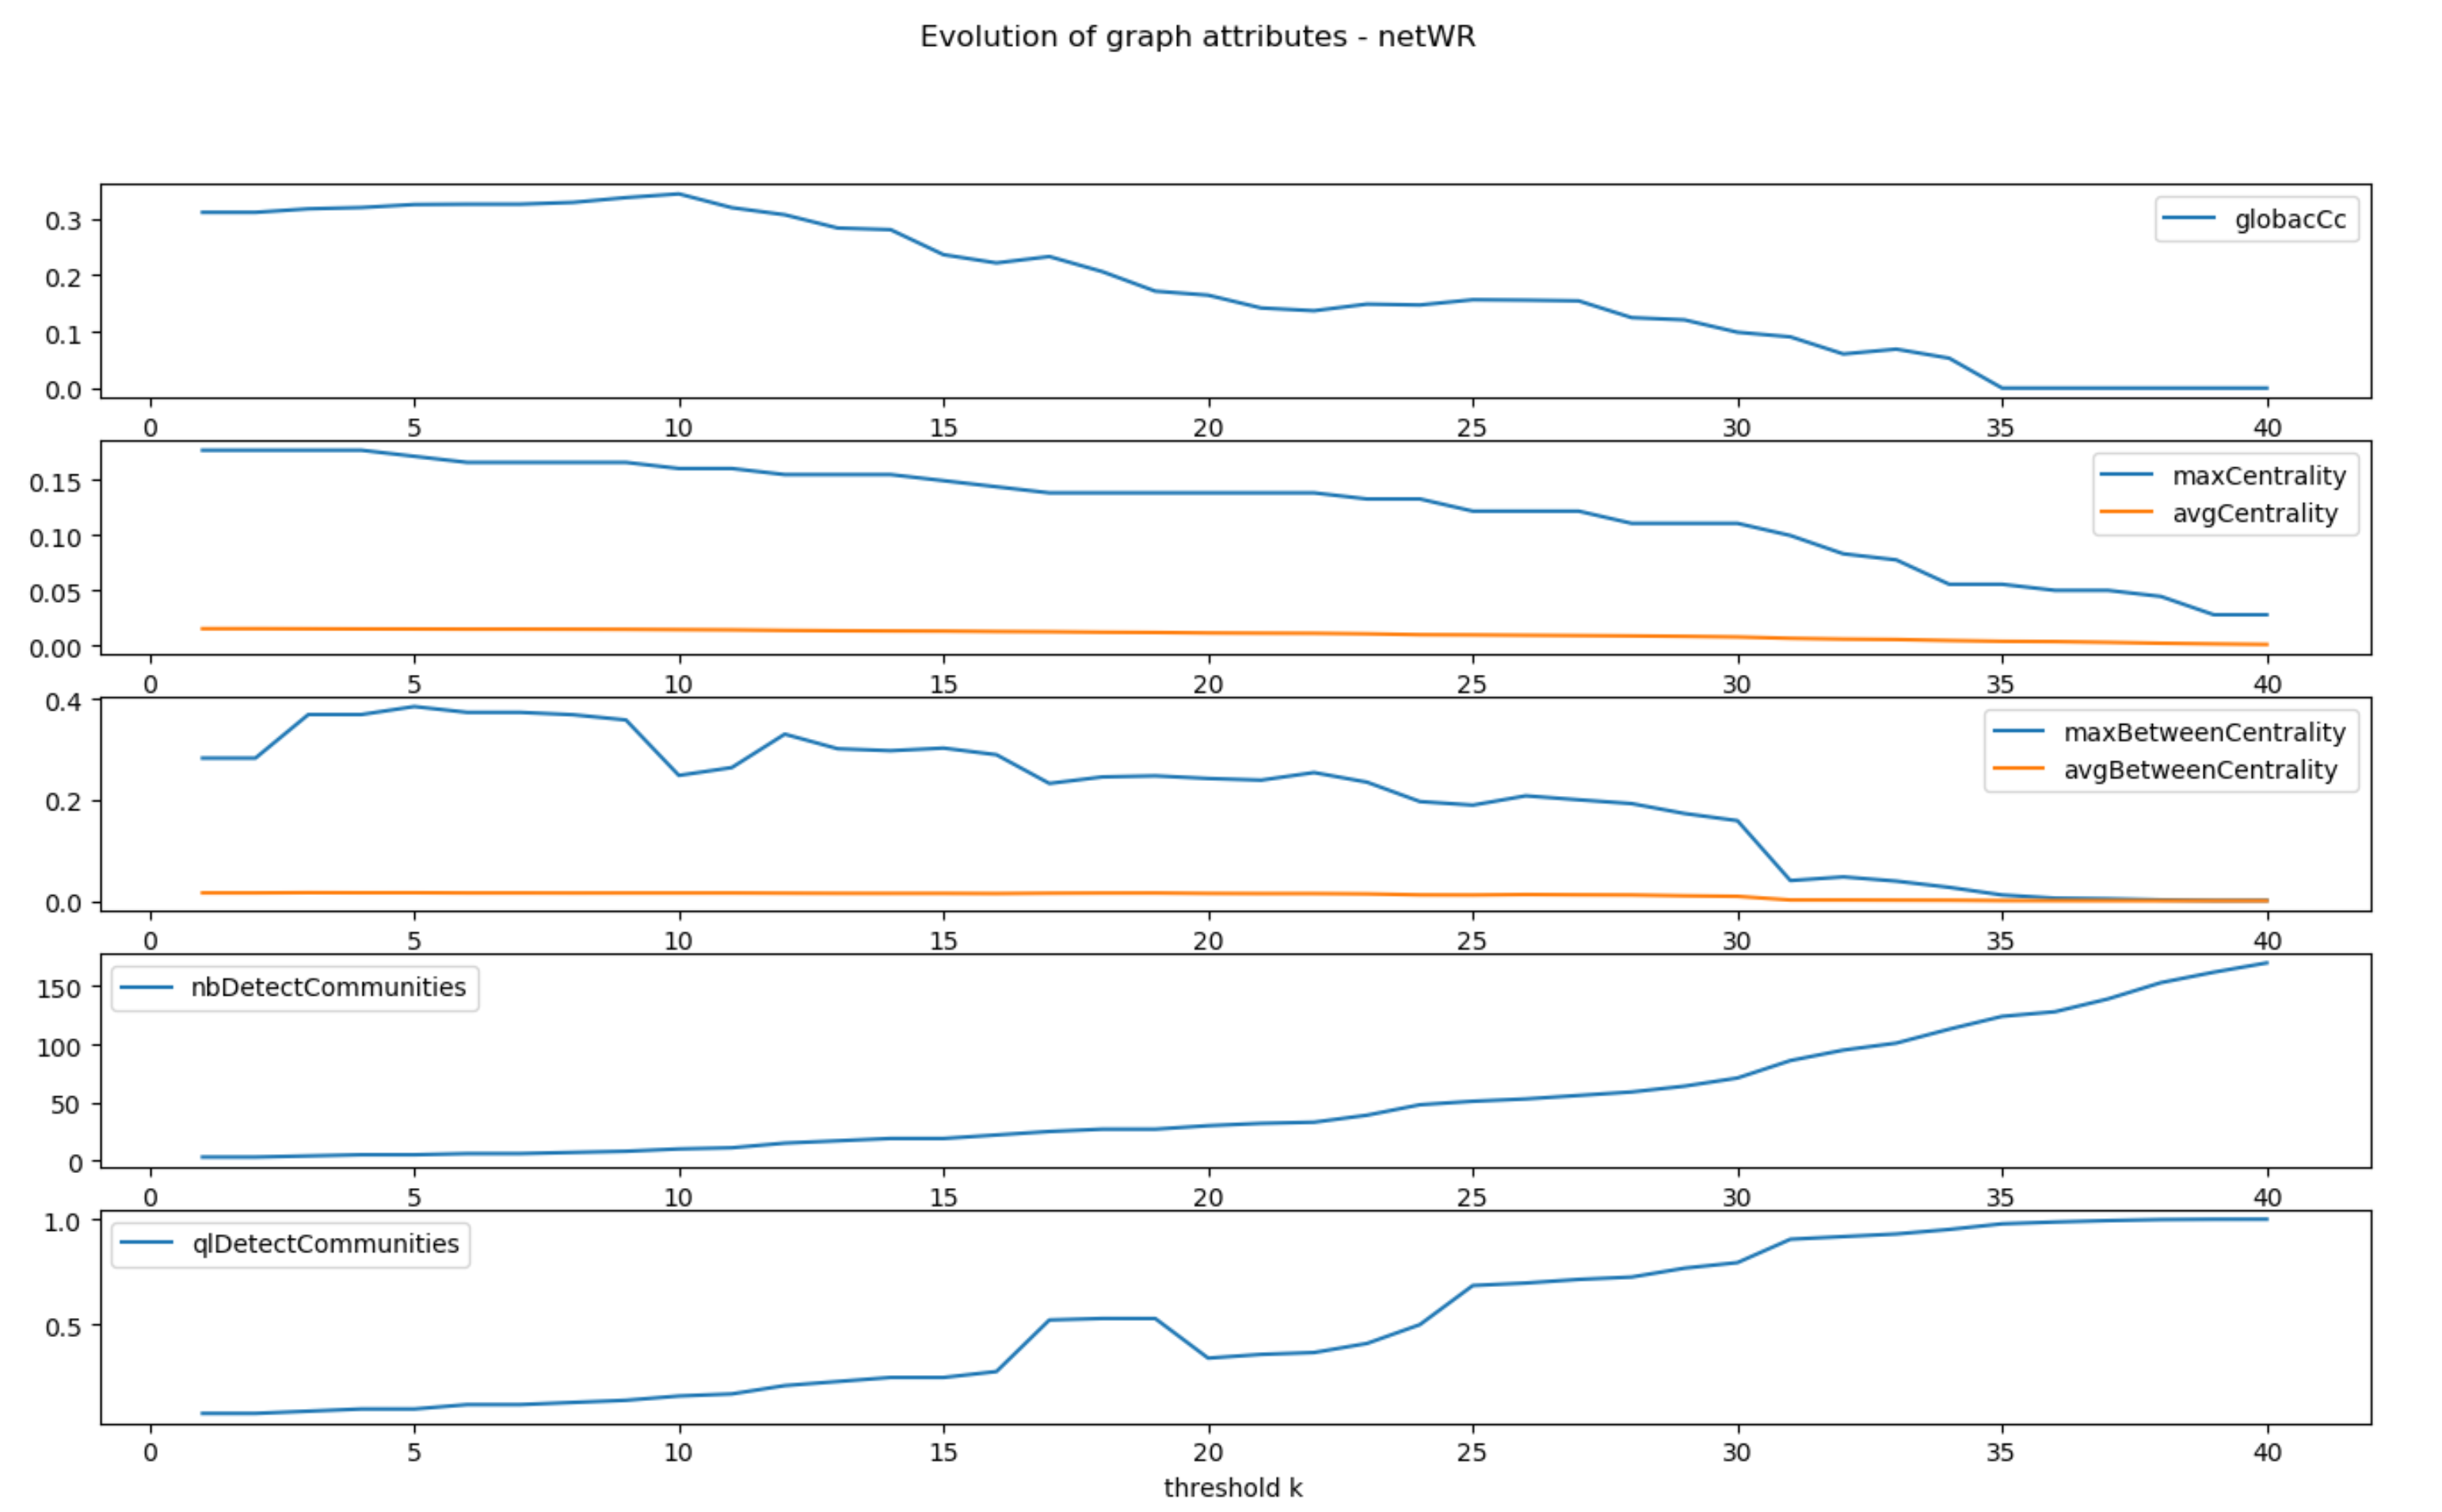 Evolution of graph attributes - netWR
0.3
0.2
0.1
0.0
globacCc
0 5 10 15 20 25 30 35 40
0.15
0.10
0.05
0.00
maxCentrality
avgCentrality
0 5 10 15 20 25 30 35 40
0.4
0.2
0.0
maxBetweenCentrality
avgBetweenCentrality
0 5 10 15 20 25 30 35 40
150
100
50
0
nbDetectCommunities
0 5 10 15 20 25 30 35 40
1.0
0.5
qlDetectCommunities
0 5 10 15 20 25 30 35 40
threshold k